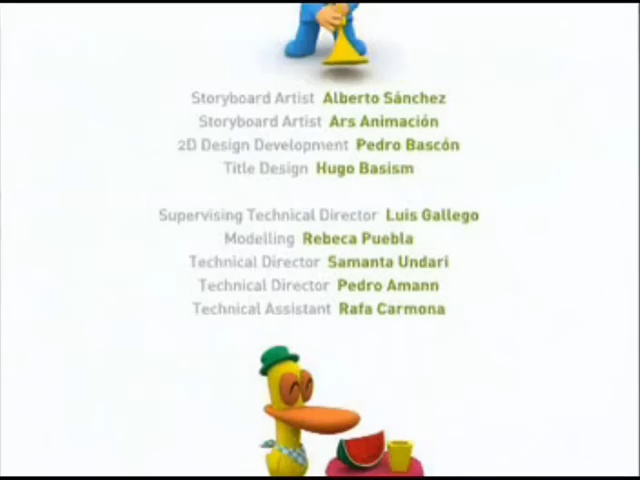 Storyboard Artist Alberto Sánchez
Storyboard Artist Ars Animación
2D Design Development Pedro Bascón
Title Design Hugo Basism
Supervising Technical Director Luis Gallego
Modelling Rebeca Puebla
Technical Director Samanta Undari
Technical Director Pedro Amann
Technical Assistant Rafa Carmona